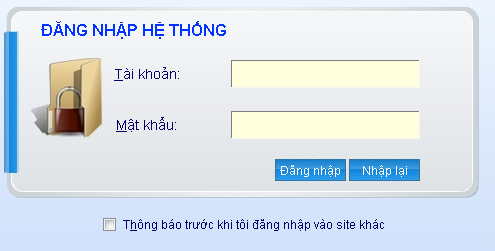 ĐĂNG NHẬP HỆ THỐNG
Tài khoản:
Mật khẩu:
Đăng nhập Nhập lại
Thông báo trước khi tôi đăng nhập vào site khác